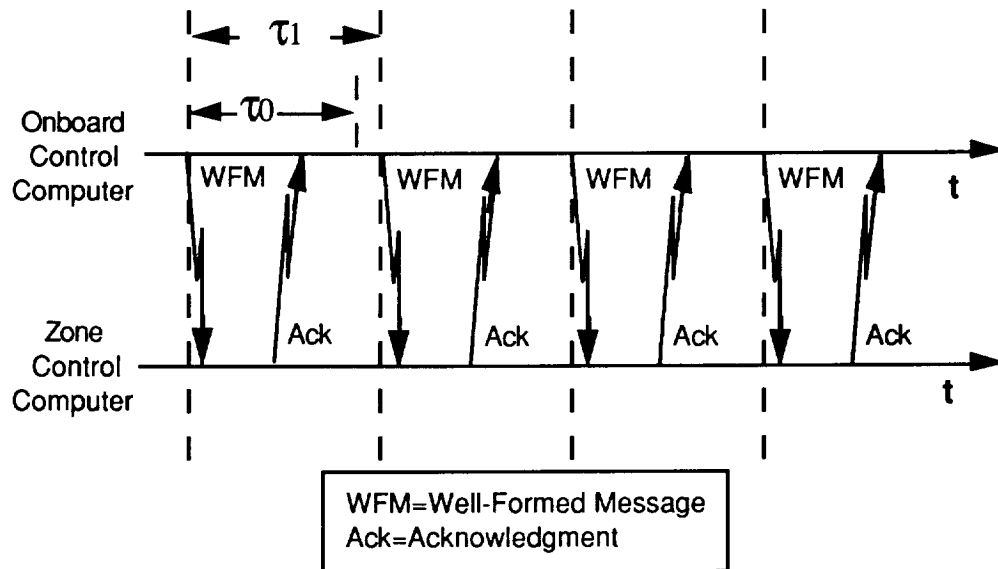 τ1
τ0
Onboard
Control
Computer
WFM
WFM
WFM
WFM
t
Zone
Control
Computer
Ack
Ack
Ack
Ack
t
WFM=Well-Formed Message
Ack=Acknowledgment